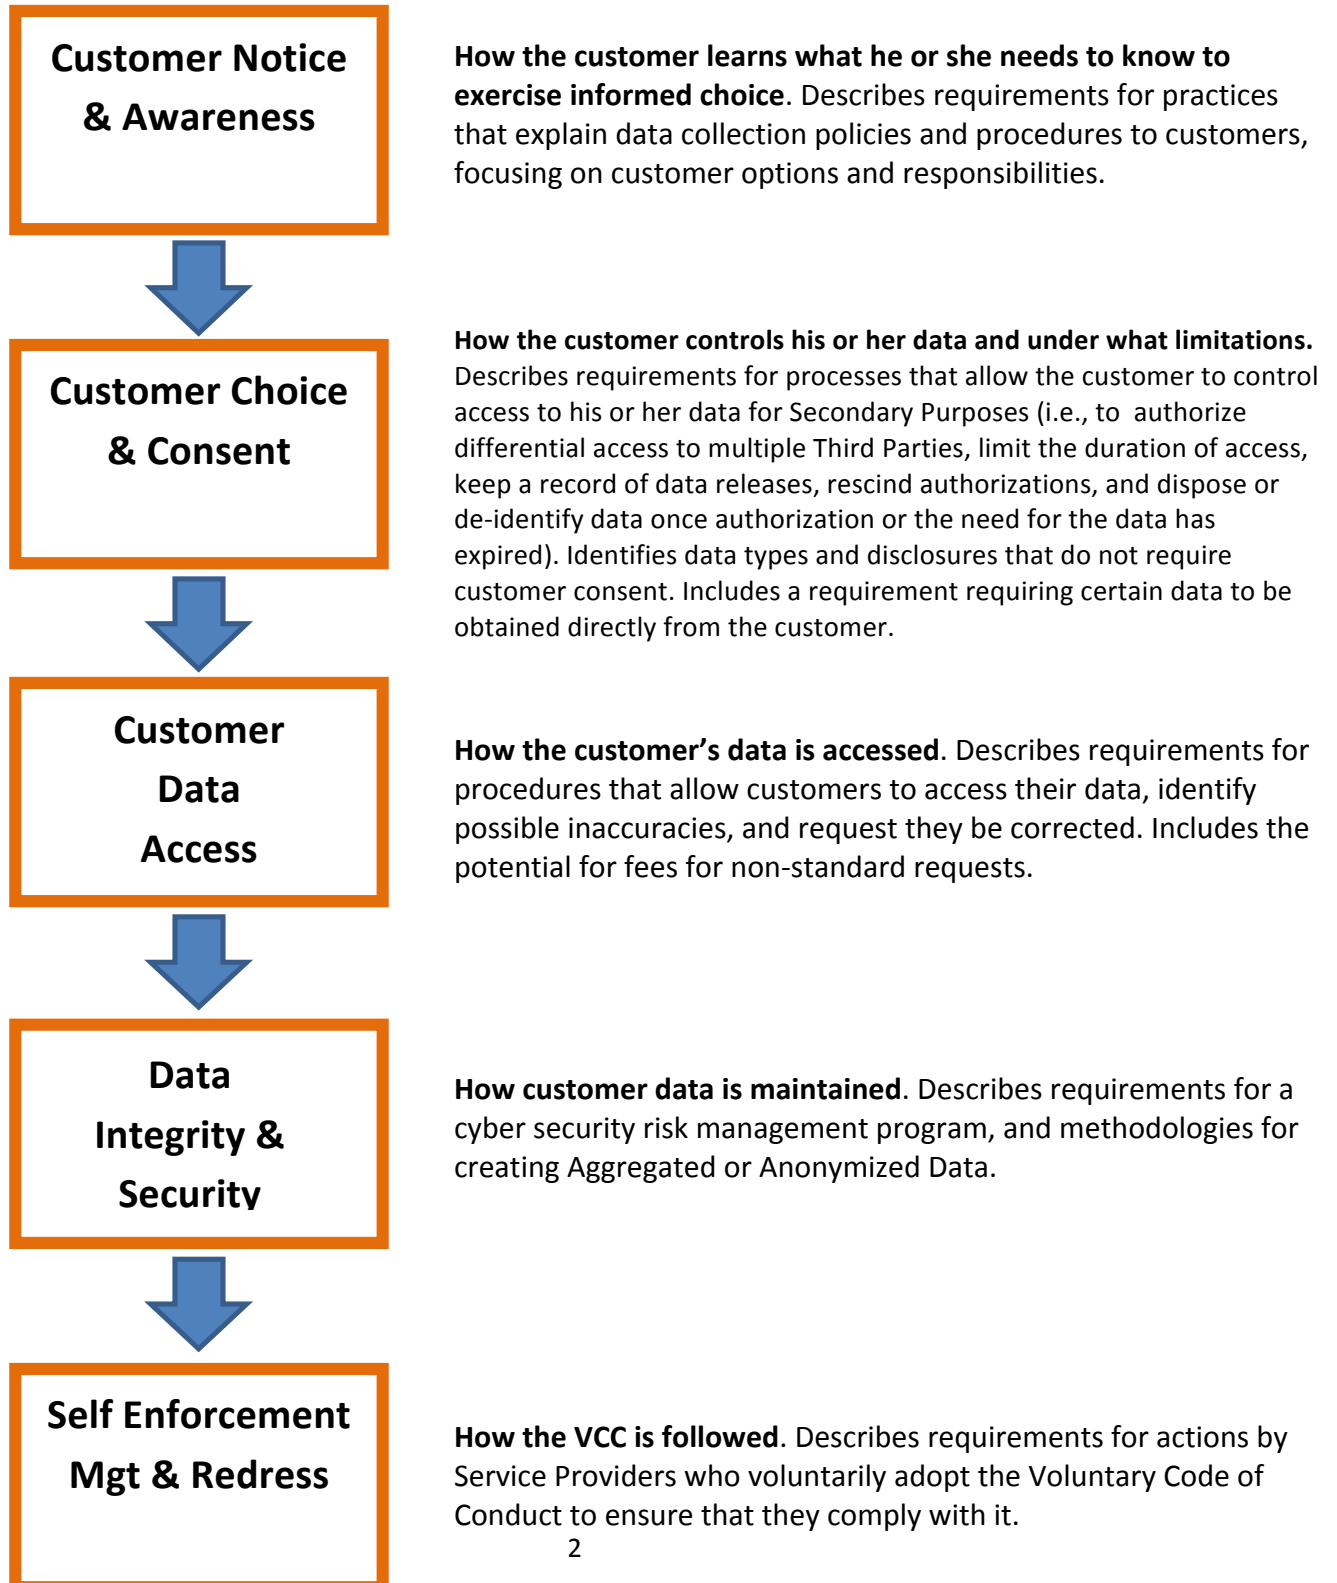 Customer Notice
& Awareness
How the customer learns what he or she needs to know to
exercise informed choice. Describes requirements for practices
that explain data collection policies and procedures to customers,
focusing on customer options and responsibilities.
Customer Choice
& Consent
How the customer controls his or her data and under what limitations.
Describes requirements for processes that allow the customer to control
access to his or her data for Secondary Purposes (i.e., to  authorize
differential access to multiple Third Parties, limit the duration of access,
keep a record of data releases, rescind authorizations, and dispose or
de-identify data once authorization or the need for the data has
expired). Identifies data types and disclosures that do not require
customer consent. Includes a requirement requiring certain data to be
obtained directly from the customer.
Customer
Data
Access
How the customer’s data is accessed. Describes requirements for
procedures that allow customers to access their data, identify
possible inaccuracies, and request they be corrected. Includes the
potential for fees for non-standard requests.
Data
Integrity &
Security
How customer data is maintained. Describes requirements for a
cyber security risk management program, and methodologies for
creating Aggregated or Anonymized Data.
Self Enforcement
Mgt & Redress
How the VCC is followed. Describes requirements for actions by
Service Providers who voluntarily adopt the Voluntary Code of
Conduct to ensure that they comply with it.
2